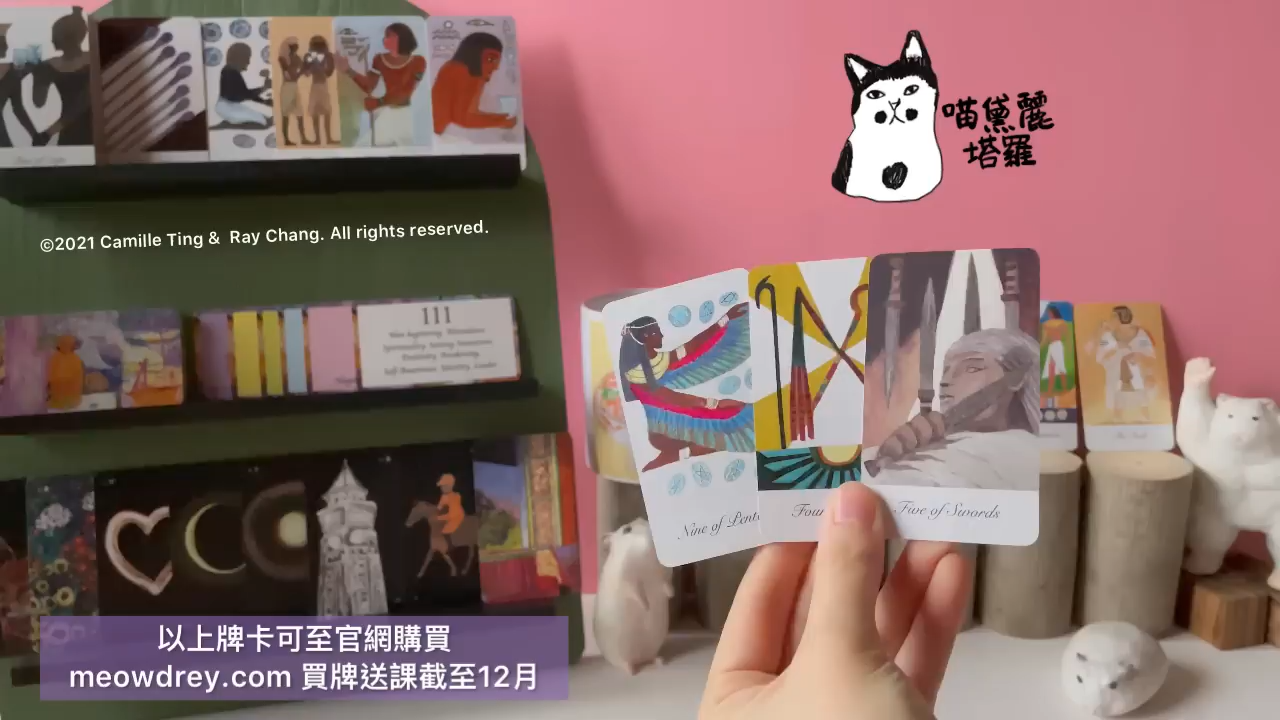 喵黛麗
塔羅
©2021 Camille Ting & Ray Chang. All rights reserved.
111
Nine of Pent
Four
Five of Swords
以上牌卡可至官網購買
meowdrey.com 買牌送課截至12月